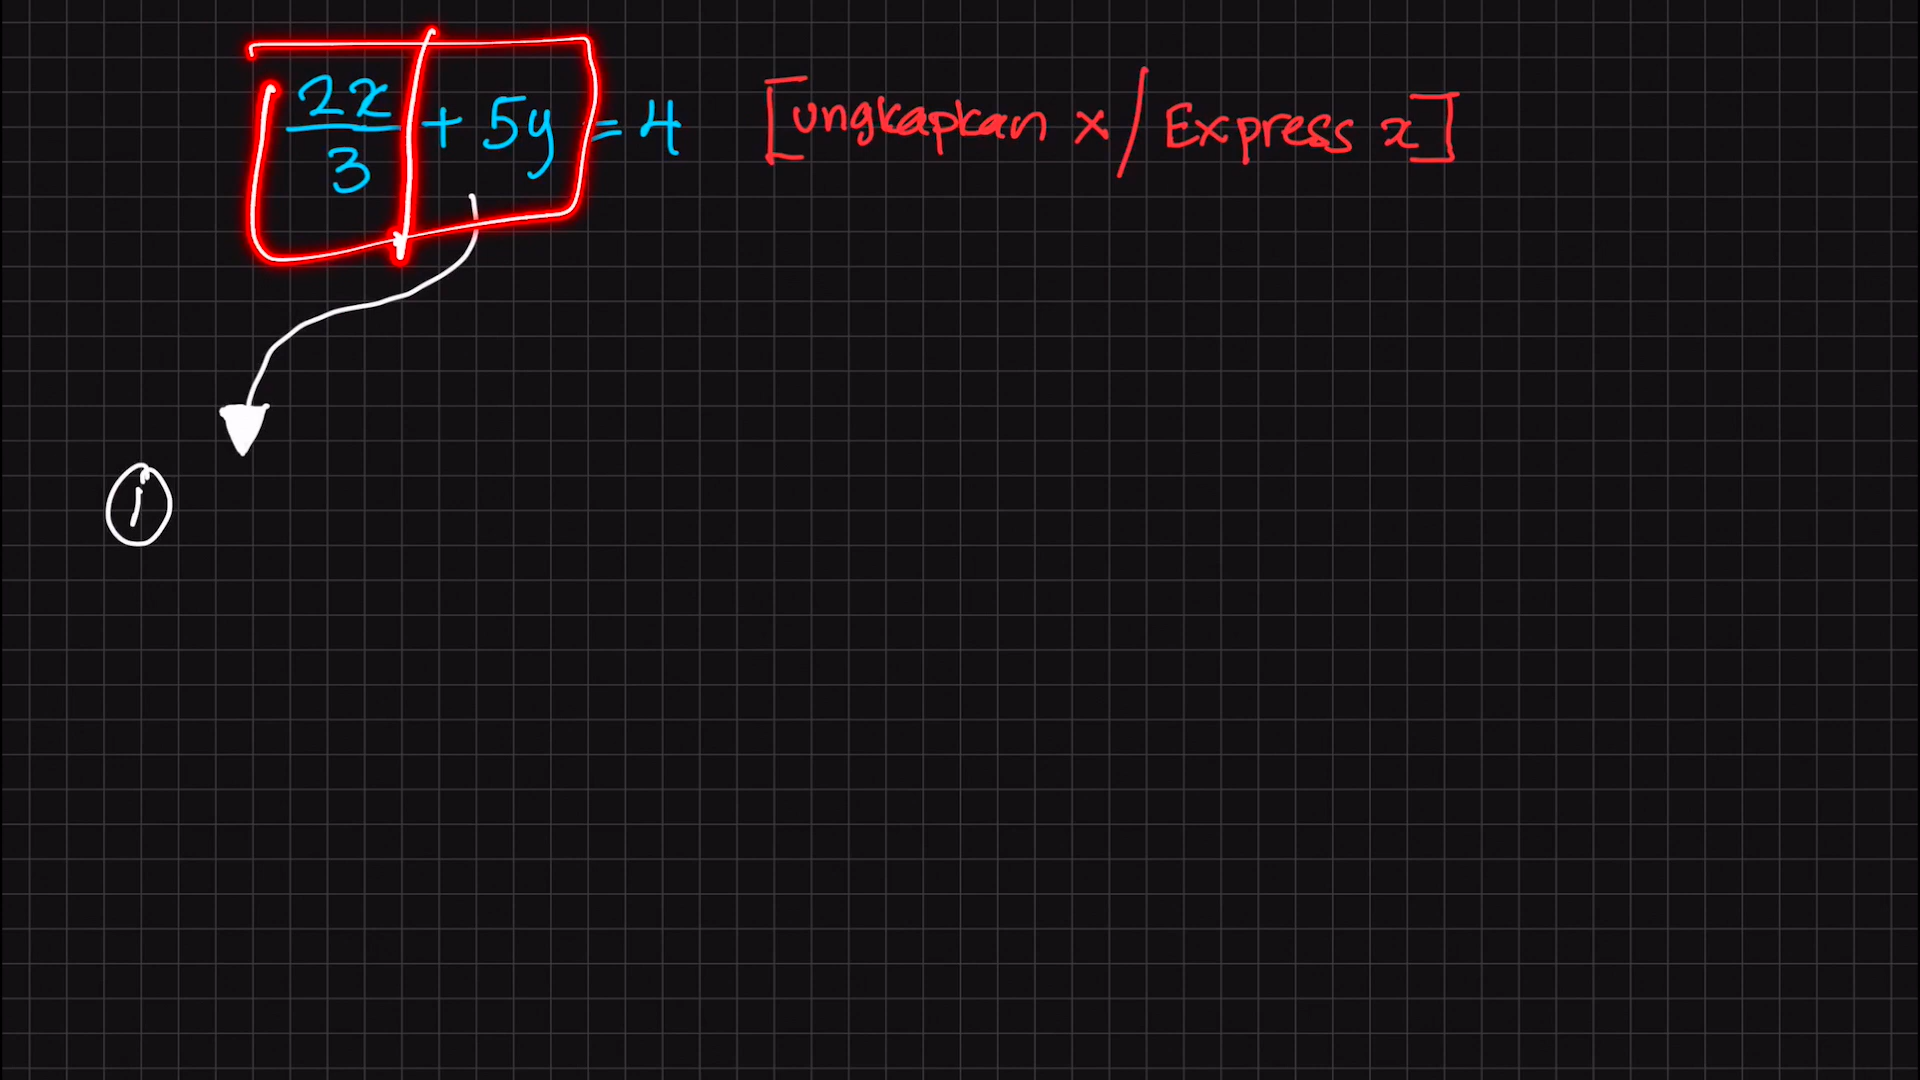 2x/3 + 5y = 4 [ungkapkan x / Express x]
i